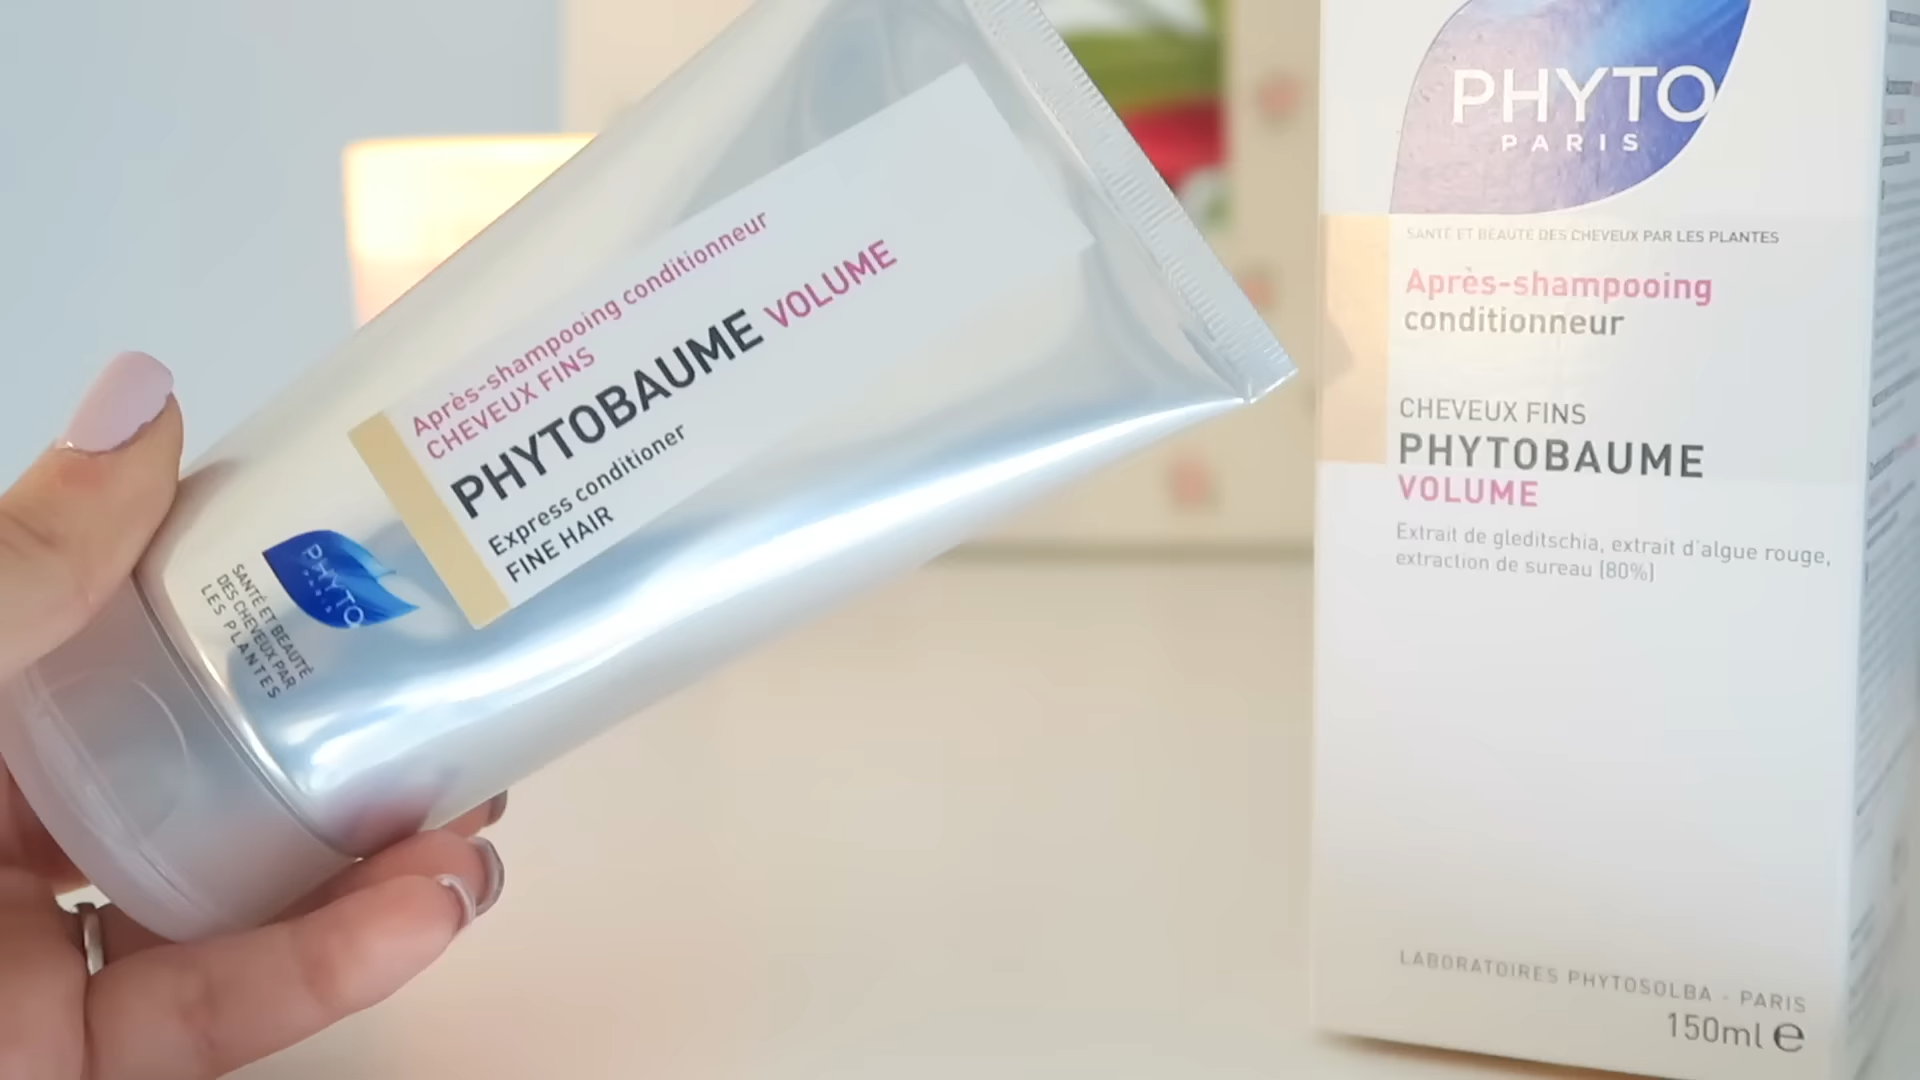 Après-shampooing conditionneur
CHEVEUX FINS
PHYTOBAUME VOLUME
Express conditioner
FINE HAIR
PHYTO
PARIS
SANTÉ ET BEAUTÉ
DES CHEVEUX PAR
LES PLANTES
PHYTO
PARIS
SANTÉ ET BEAUTÉ DES CHEVEUX PAR LES PLANTES
Après-shampooing
conditionneur
CHEVEUX FINS
PHYTOBAUME
VOLUME
Extrait de gleditschia, extrait d'algue rouge,
extraction de sureau (80%)
LABORATOIRES PHYTOSOLBA - PARIS
150ml e